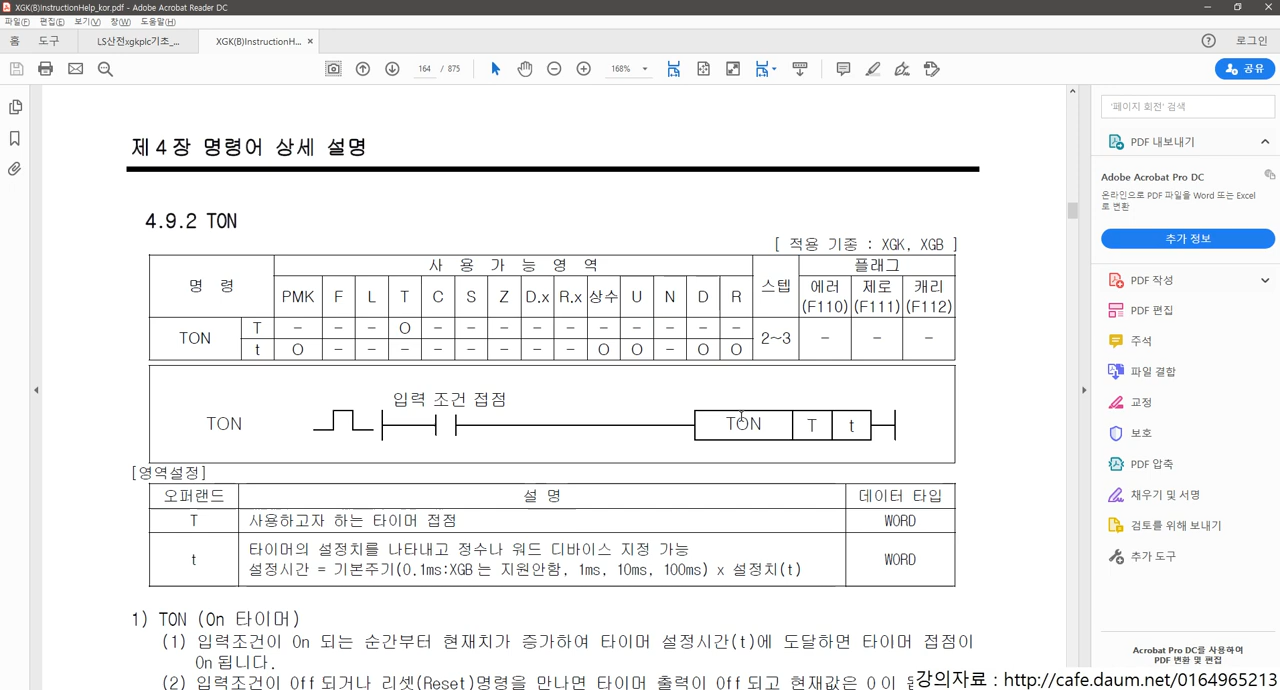 XGK(B)InstructionHelp_kor.pdf - Adobe Acrobat Reader DC
파일(F) 편집(E) 보기(V) 창(W) 도움말(H)
홈 도구 LS산전xgkplc기초_... XGK(B)InstructionH... × 로그인
164 / 875 168% 공유
제 4 장 명령어 상세 설명
4.9.2 TON
[ 적용 기종 : XGK, XGB ]
명 령 사 용 가 능 영 역 스텝 플래그
PMK F L T C S Z D.x R.x 상수 U N D R 에러 (F110) 제로 (F111) 캐리 (F112)
TON T - - - O - - - - - - - - - - 2~3 - - -
t O - - - - - - - - O O - O O
입력 조건 접점
TON TON T t
[영역설정]
오퍼랜드 설 명 데이터 타입
T 사용하고자 하는 타이머 접점 WORD
t 타이머의 설정치를 나타내고 정수나 워드 디바이스 지정 가능 WORD
설정시간 = 기본주기(0.1ms:XGB는 지원안함, 1ms, 10ms, 100ms) x 설정치(t)
1) TON (On 타이머)
(1) 입력조건이 On 되는 순간부터 현재치가 증가하여 타이머 설정시간(t)에 도달하면 타이머 접점이
On됩니다.
(2) 입력조건이 Off되거나 리셋(Reset)명령을 만나면 타이머 출력이 Off되고 현재값은 0이
'페이지 회전' 검색
PDF 내보내기
Adobe Acrobat Pro DC
온라인으로 PDF 파일을 Word 또는 Excel
로 변환
추가 정보
PDF 작성
PDF 편집
주석
파일 결합
교정
보호
PDF 압축
채우기 및 서명
검토를 위해 보내기
추가 도구
Acrobat Pro DC를 사용하여
PDF 변환 및 편집
강의자료 : http://cafe.daum.net/0164965213